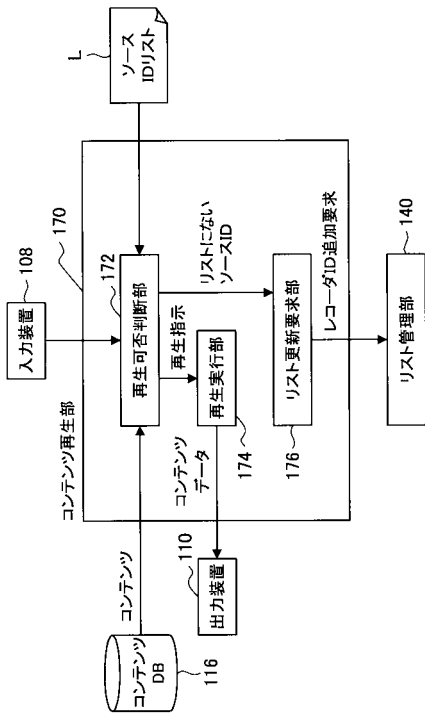 ソース
IDリスト
L
入力装置
108
170
コンテンツ再生部
172
再生可否判断部
コンテンツ
コンテンツ
DB
116
再生指示
リストにない
ソースID
再生実行部
174
コンテンツ
データ
110
出力装置
リスト更新要求部
176
レコーダID追加要求
140
リスト管理部